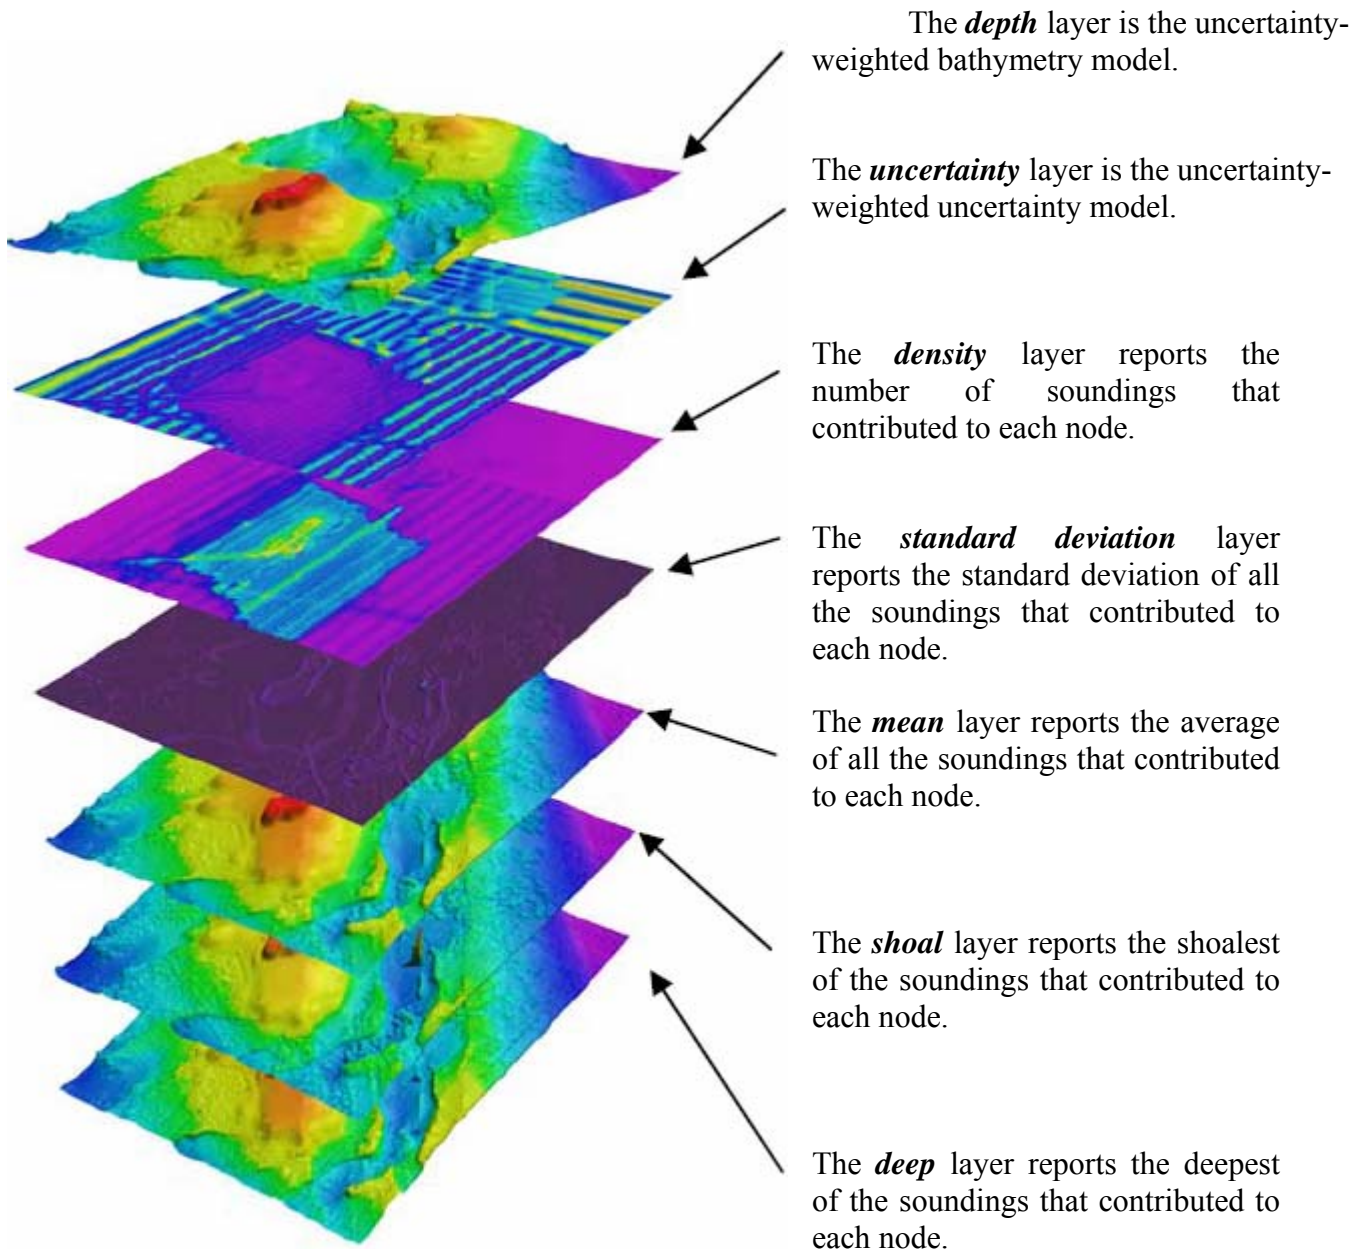 The depth layer is the uncertainty-
weighted bathymetry model.
The uncertainty layer is the uncertainty-
weighted uncertainty model.
The density layer reports the
number of soundings that
contributed to each node.
The standard deviation layer
reports the standard deviation of all
the soundings that contributed to
each node.
The mean layer reports the average
of all the soundings that contributed
to each node.
The shoal layer reports the shoalest
of the soundings that contributed to
each node.
The deep layer reports the deepest
of the soundings that contributed to
each node.